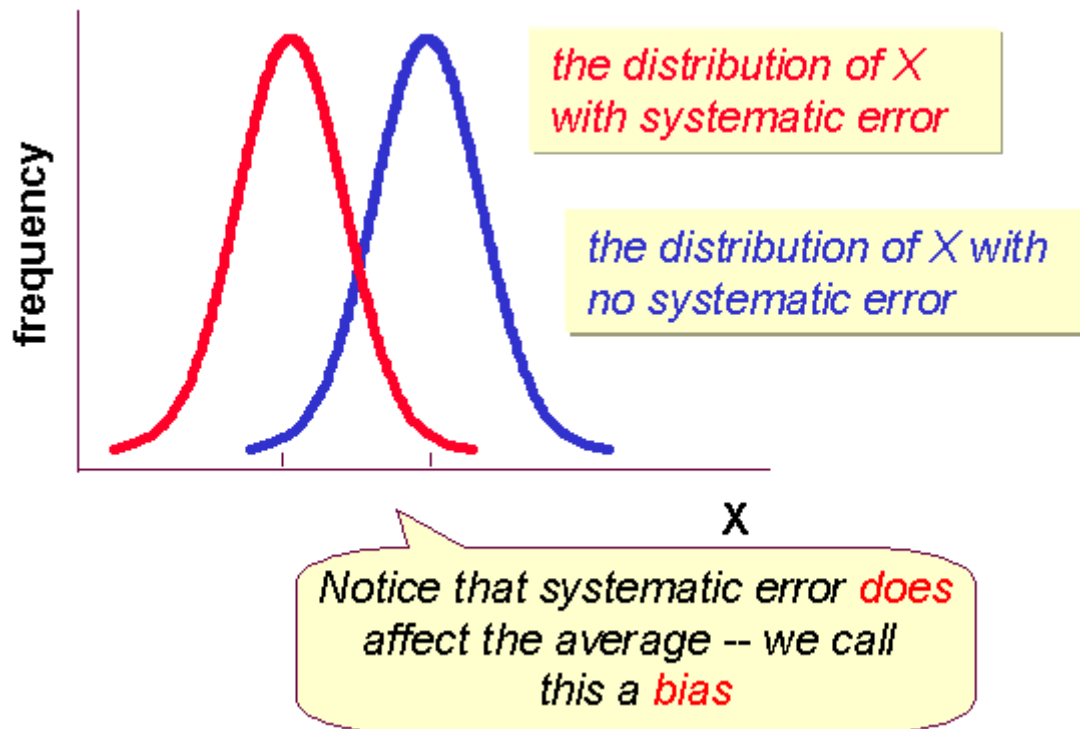 the distribution of X
with systematic error
the distribution of X with
no systematic error
frequency
X
Notice that systematic error does
affect the average -- we call
this a bias